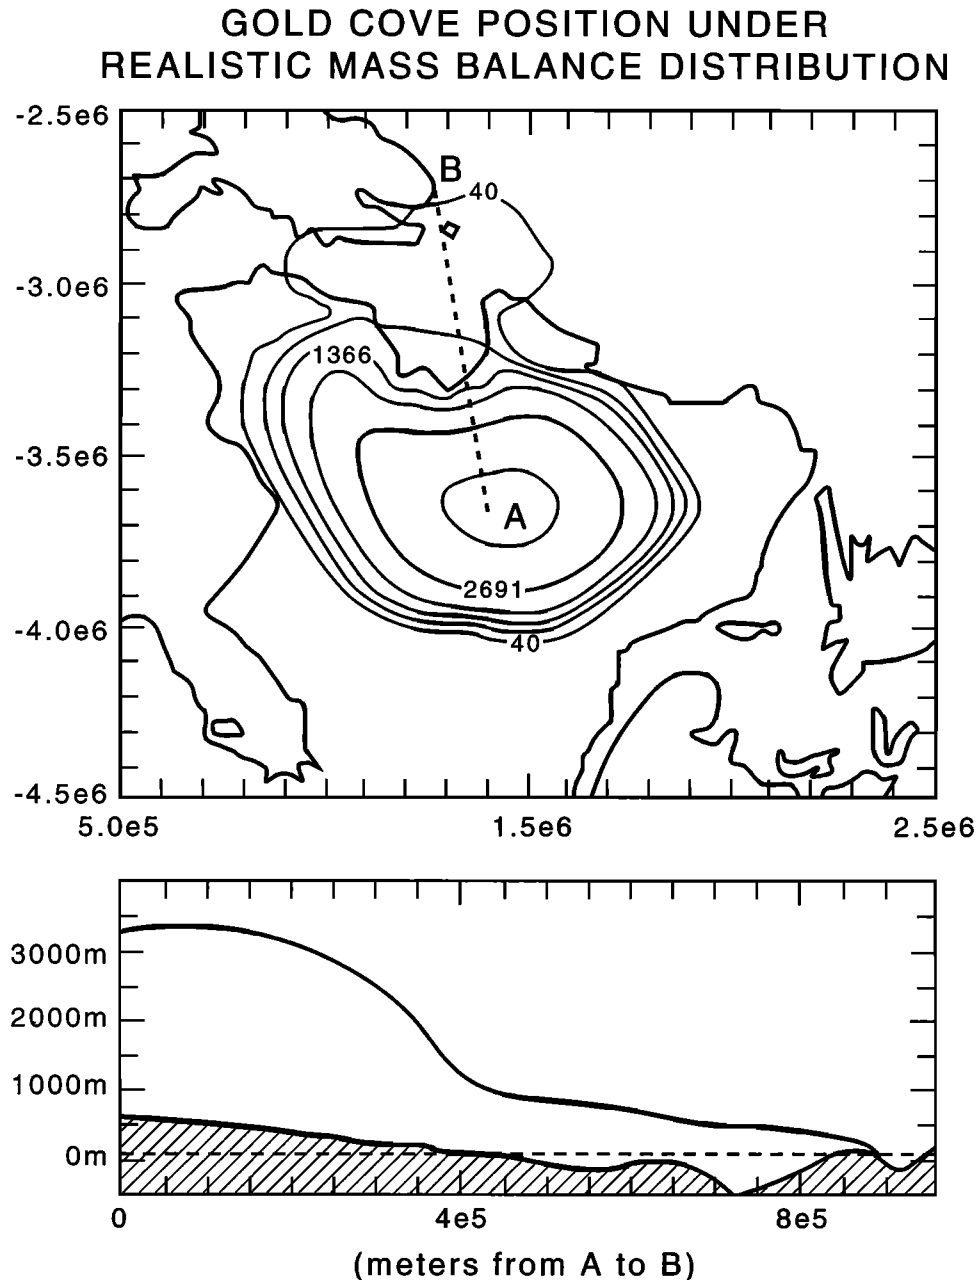 GOLD COVE POSITION UNDER
REALISTIC MASS BALANCE DISTRIBUTION
-2.5e6
B
40
-3.0e6
1366
-3.5e6
A
2691
-4.0e6
40
-4.5e6
5.0e5 1.5e6 2.5e6
3000m
2000m
1000m
0m
0 4e5 8e5
(meters from A to B)